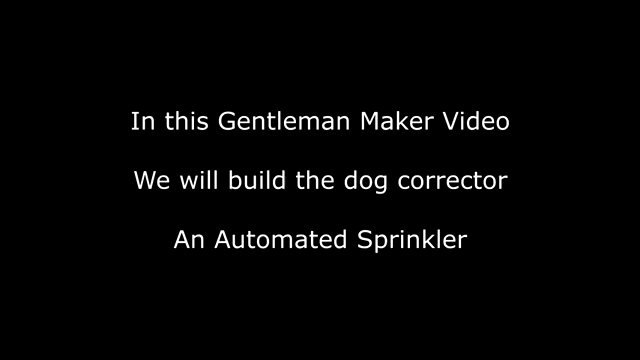 In this Gentleman Maker Video
We will build the dog corrector
An Automated Sprinkler